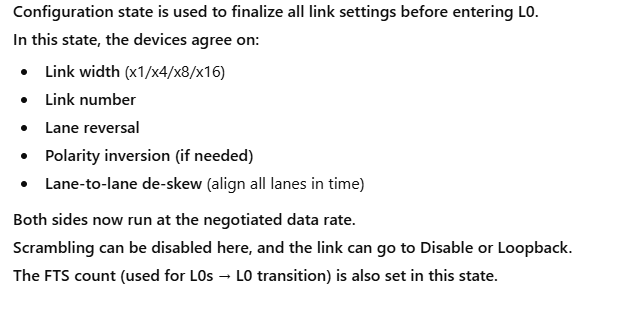 Configuration state is used to finalize all link settings before entering L0.
In this state, the devices agree on:
• Link width (x1/x4/x8/x16)
• Link number
• Lane reversal
• Polarity inversion (if needed)
• Lane-to-lane de-skew (align all lanes in time)
Both sides now run at the negotiated data rate.
Scrambling can be disabled here, and the link can go to Disable or Loopback.
The FTS count (used for L0s → L0 transition) is also set in this state.